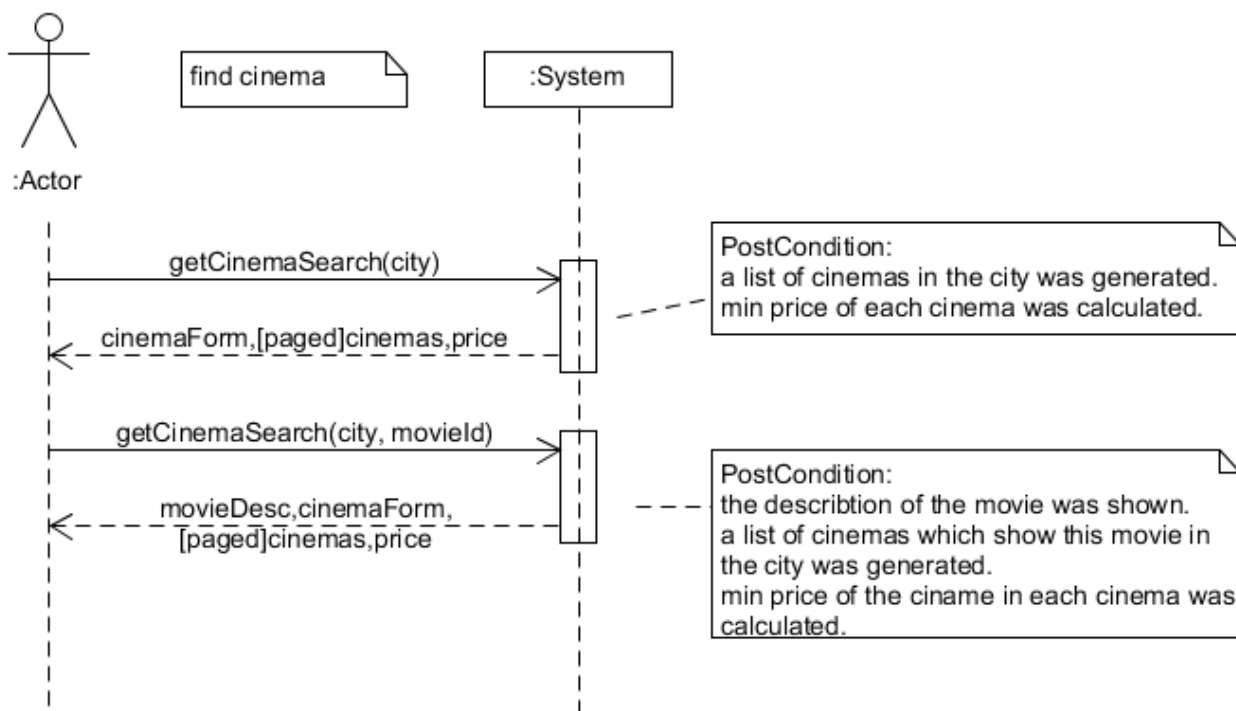 find cinema
:System
:Actor
getCinemaSearch(city)
cinemaForm,[paged]cinemas,price
PostCondition:
a list of cinemas in the city was generated.
min price of each cinema was calculated.
getCinemaSearch(city, movieId)
movieDesc,cinemaForm,
[paged]cinemas,price
PostCondition:
the describtion of the movie was shown.
a list of cinemas which show this movie in
the city was generated.
min price of the ciname in each cinema was
calculated.